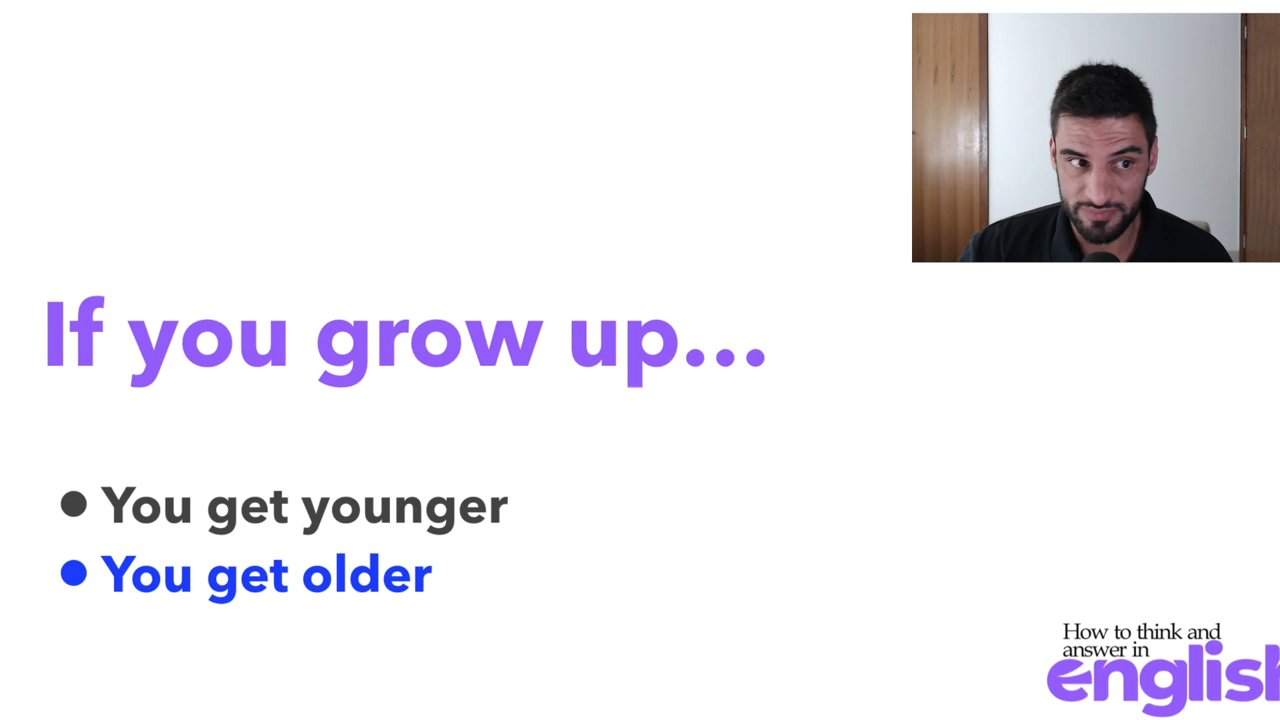 If you grow up...
• You get younger
• You get older
How to think and
answer in
english